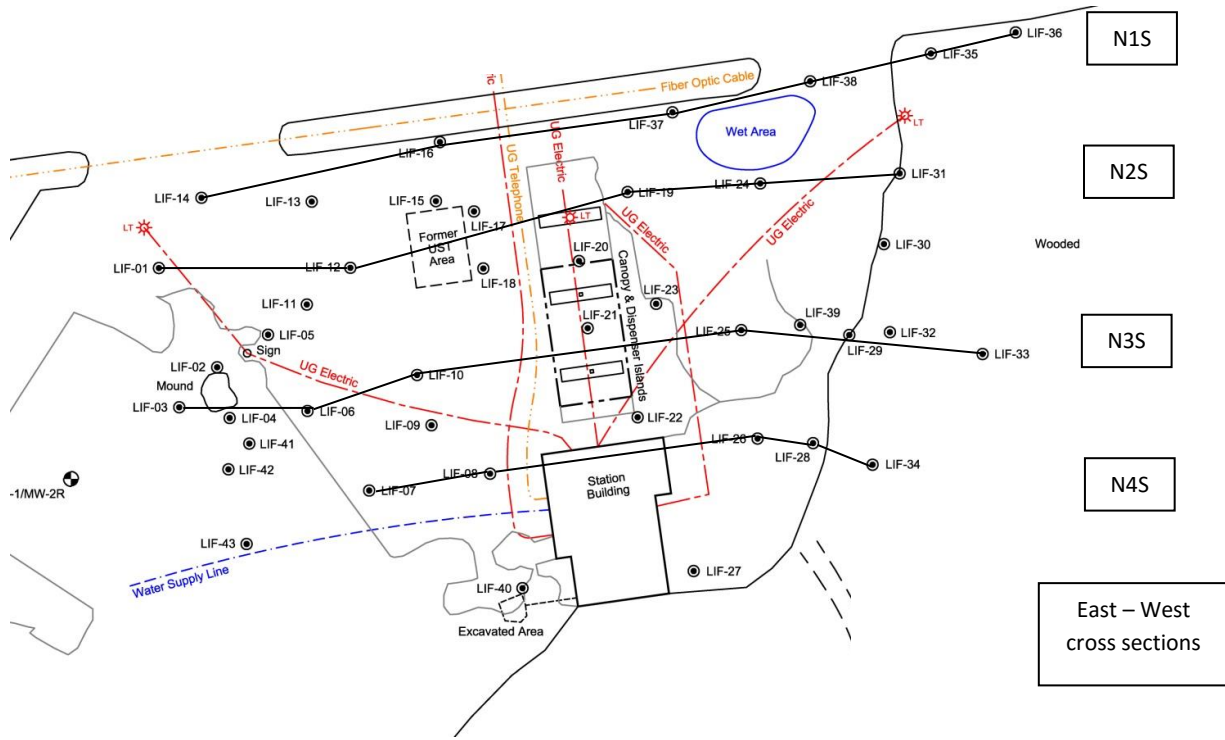 N1S
LIF-36
LIF-35
LIF-38
Fiber Optic Cable
ic
LIF-37
LIF-16
Wet Area
LT
UG Electric
UG Telephone
LIF-31
N2S
LIF-24
LIF-19
LIF-14
LIF-13
LIF-15
LIF-17
LT
LT
UG Electric
UG Electric
Former
UST
Area
LIF-30
Wooded
LIF-20
LIF-01
LIF-12
LIF-18
Canopy & Dispenser Islands
LIF-11
LIF-23
LIF-21
LIF-39
LIF-05
LIF-25
LIF-32
LIF-29
N3S
Sign
LIF-33
LIF-02
UG Electric
Mound
LIF-10
LIF-03
LIF-06
LIF-04
LIF-09
LIF-22
LIF-41
LIF-26
LIF-28
LIF-42
LIF-08
LIF-34
Station
Building
-1/MW-2R
LIF-07
N4S
LIF-43
Water Supply Line
LIF-27
LIF-40
Excavated Area
East – West
cross sections